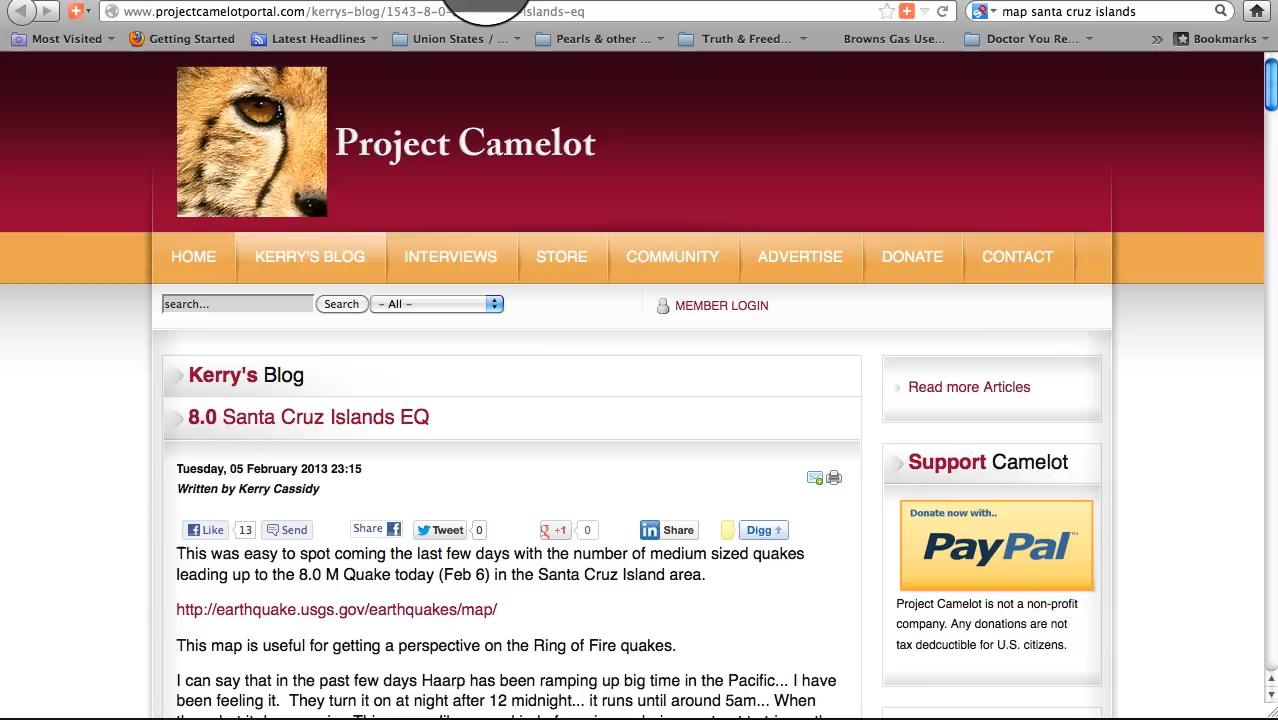 www.projectcamelotportal.com/kerrys-blog/1543-8-0- islands-eq
map santa cruz islands
Most Visited Getting Started Latest Headlines Union States / ... Pearls & other ... Truth & Freed... Browns Gas Use... Doctor You Re... » Bookmarks
Project Camelot
HOME KERRY'S BLOG INTERVIEWS STORE COMMUNITY ADVERTISE DONATE CONTACT
search... Search - All - MEMBER LOGIN
Kerry's Blog
8.0 Santa Cruz Islands EQ
Tuesday, 05 February 2013 23:15
Written by Kerry Cassidy
Like 13 Send Share Tweet 0 +1 0 Share Digg
This was easy to spot coming the last few days with the number of medium sized quakes
leading up to the 8.0 M Quake today (Feb 6) in the Santa Cruz Island area.
http://earthquake.usgs.gov/earthquakes/map/
This map is useful for getting a perspective on the Ring of Fire quakes.
I can say that in the past few days Haarp has been ramping up big time in the Pacific... I have
been feeling it. They turn it on at night after 12 midnight... it runs until around 5am... When
Read more Articles
Support Camelot
Donate now with..
PayPal
Project Camelot is not a non-profit
company. Any donations are not
tax dedcuctible for U.S. citizens.